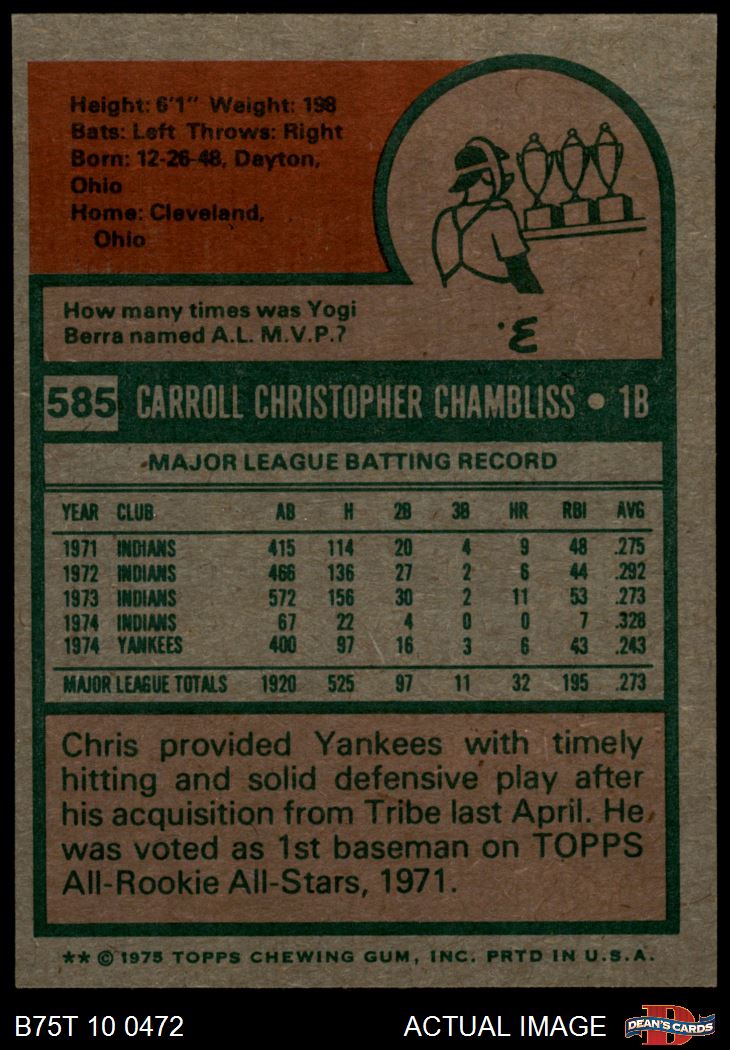 Height: 6'1" Weight: 198
Bats: Left Throws: Right
Born: 12-26-48, Dayton,
Ohio
Home: Cleveland,
Ohio
How many times was Yogi
Berra named A.L. M.V.P.?
3.
585 CARROLL CHRISTOPHER CHAMBLISS • 1B
MAJOR LEAGUE BATTING RECORD
YEAR CLUB AB H 2B 3B HR RBI AVG
1971 INDIANS 415 114 20 4 9 48 .275
1972 INDIANS 466 136 27 2 6 44 .292
1973 INDIANS 572 156 30 2 11 53 .273
1974 INDIANS 67 22 4 0 0 7 .328
1974 YANKEES 400 97 16 3 6 43 .243
MAJOR LEAGUE TOTALS 1920 525 97 11 32 195 .273
Chris provided Yankees with timely
hitting and solid defensive play after
his acquisition from Tribe last April. He
was voted as 1st baseman on TOPPS
All-Rookie All-Stars, 1971.
** © 1975 TOPPS CHEWING GUM, INC. PRTD IN U.S.A.
B75T 10 0472 ACTUAL IMAGE D DEAN'S CARDS